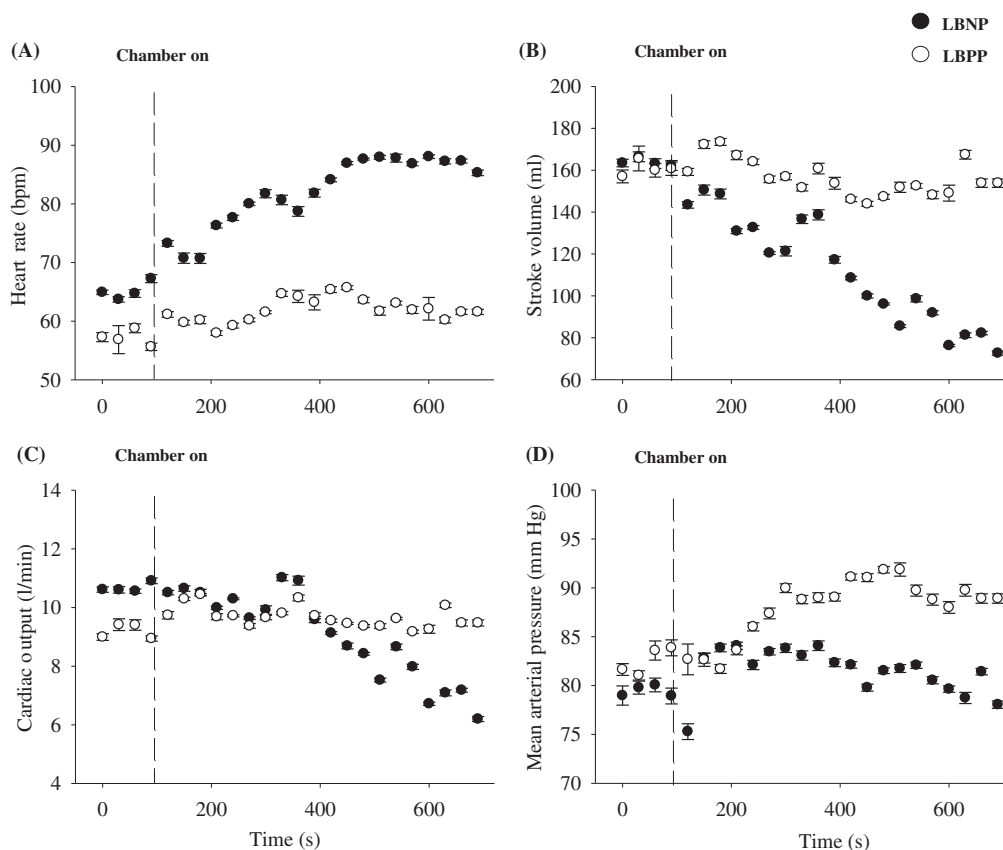 LBNP
LBPP
(A)
Chamber on
Heart rate (bpm)
100
90
80
70
60
50
0
200
400
600
(B)
Chamber on
Stroke volume (ml)
200
180
160
140
120
100
80
60
0
200
400
600
(C)
Chamber on
Cardiac output (l/min)
14
12
10
8
6
4
0
200
400
600
Time (s)
(D)
Chamber on
Mean arterial pressure (mm Hg)
100
95
90
85
80
75
70
0
200
400
600
Time (s)